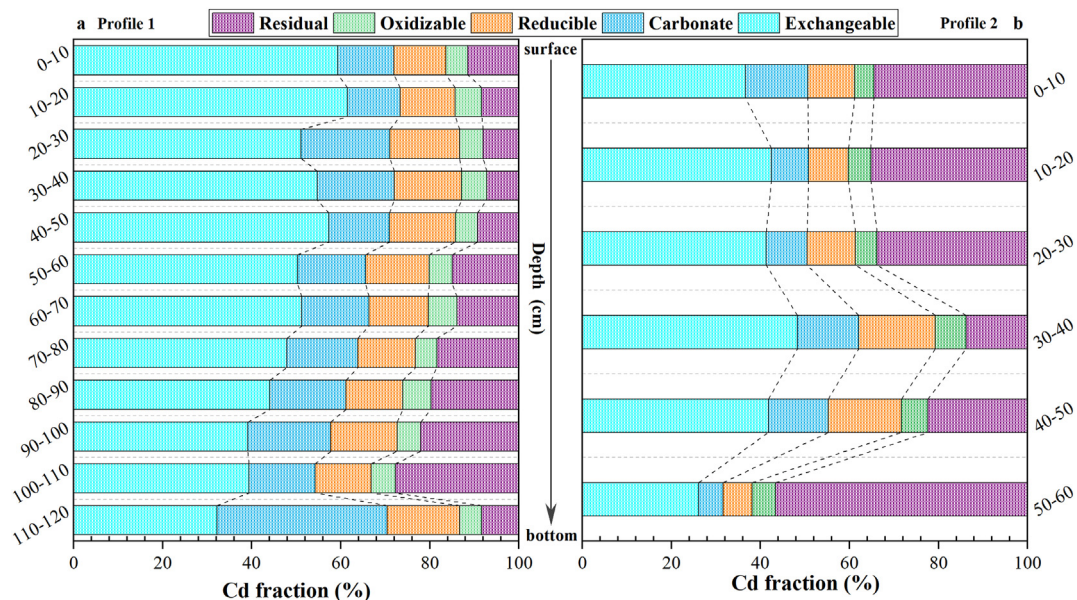 Residual Oxidizable Reducible Carbonate Exchangeable
a Profile 1
Profile 2 b
0-10
10-20
20-30
30-40
40-50
50-60
60-70
70-80
80-90
90-100
100-110
110-120
0 20 40 60 80 100
Cd fraction (%)
surface
Depth (cm)
bottom
0-10
10-20
20-30
30-40
40-50
50-60
0 20 40 60 80 100
Cd fraction (%)